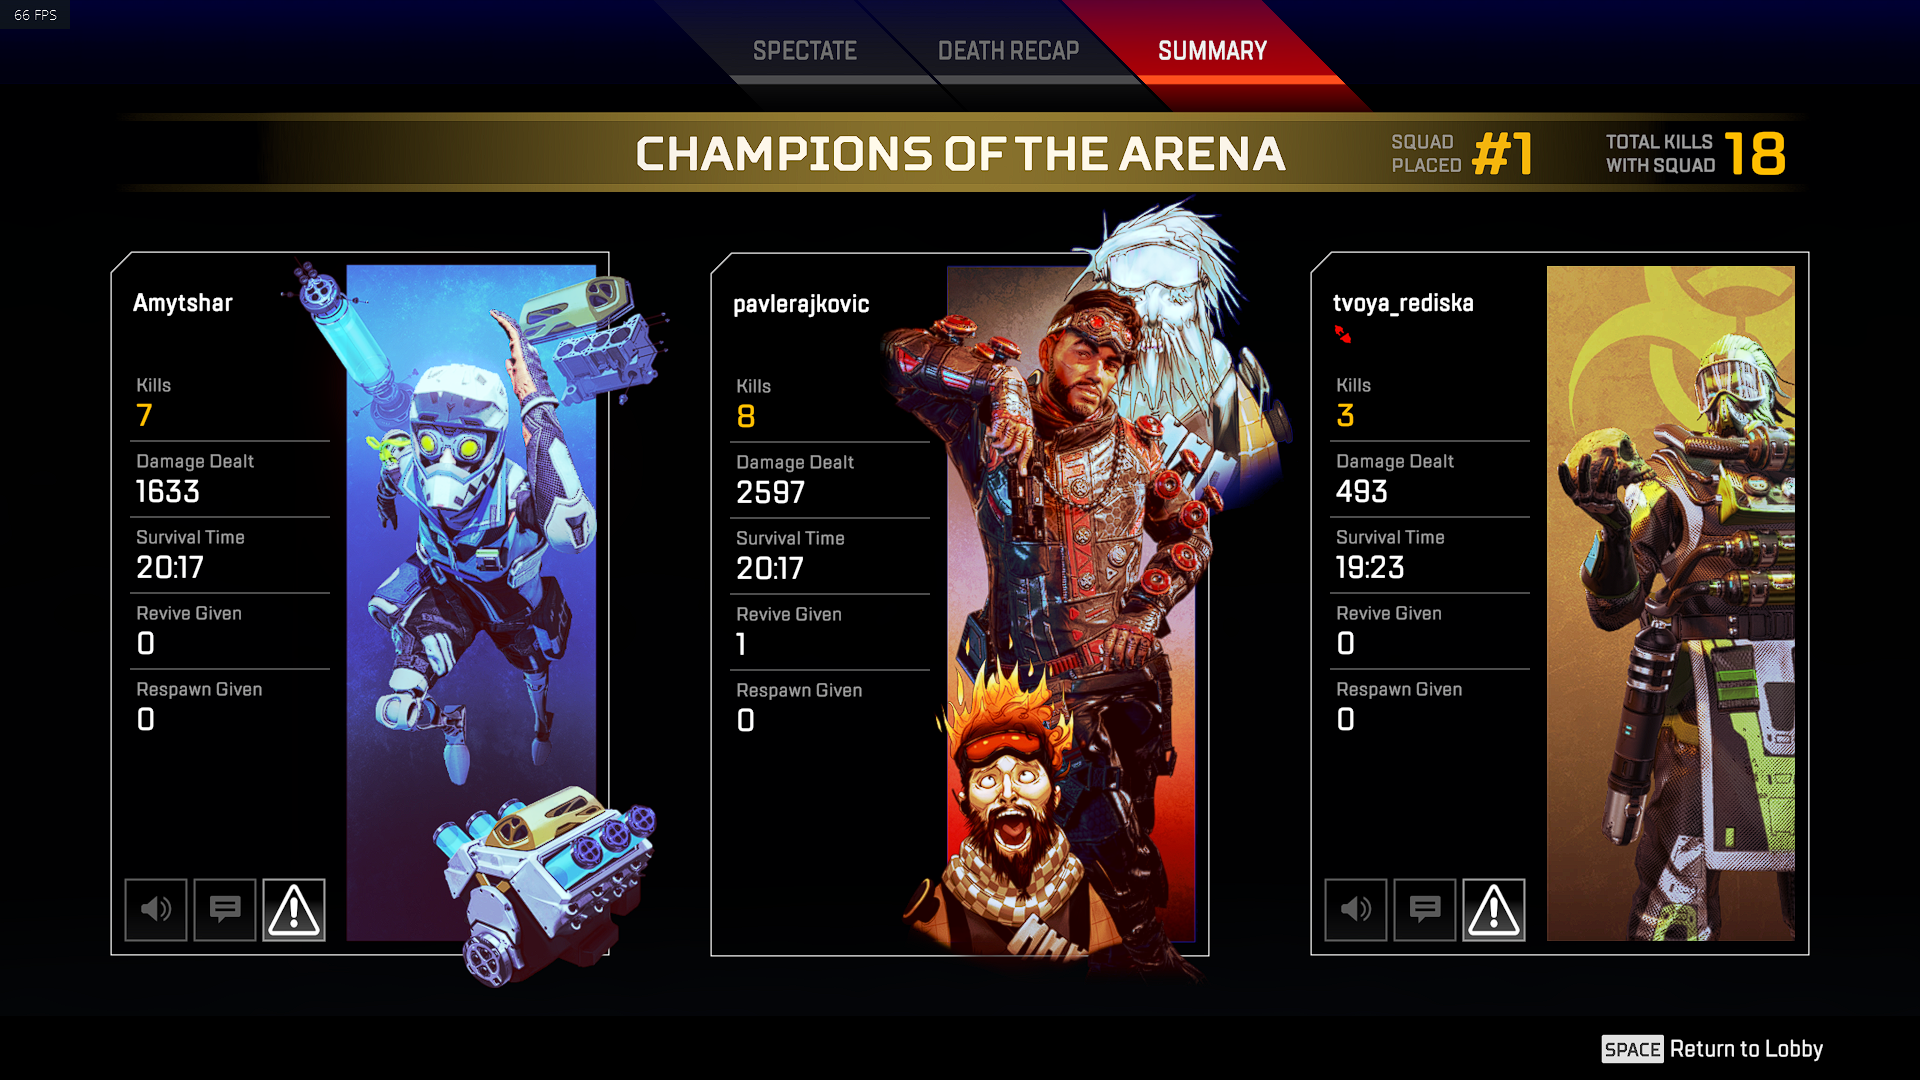 66 FPS
SPECTATE
DEATH RECAP
SUMMARY
CHAMPIONS OF THE ARENA
SQUAD
PLACED
#1
TOTAL KILLS
WITH SQUAD
18
Amytshar
Kills
7
Damage Dealt
1633
Survival Time
20:17
Revive Given
0
Respawn Given
0
pavlerajkovic
Kills
8
Damage Dealt
2597
Survival Time
20:17
Revive Given
1
Respawn Given
0
tvoya_rediska
Kills
3
Damage Dealt
493
Survival Time
19:23
Revive Given
0
Respawn Given
0
SPACE Return to Lobby